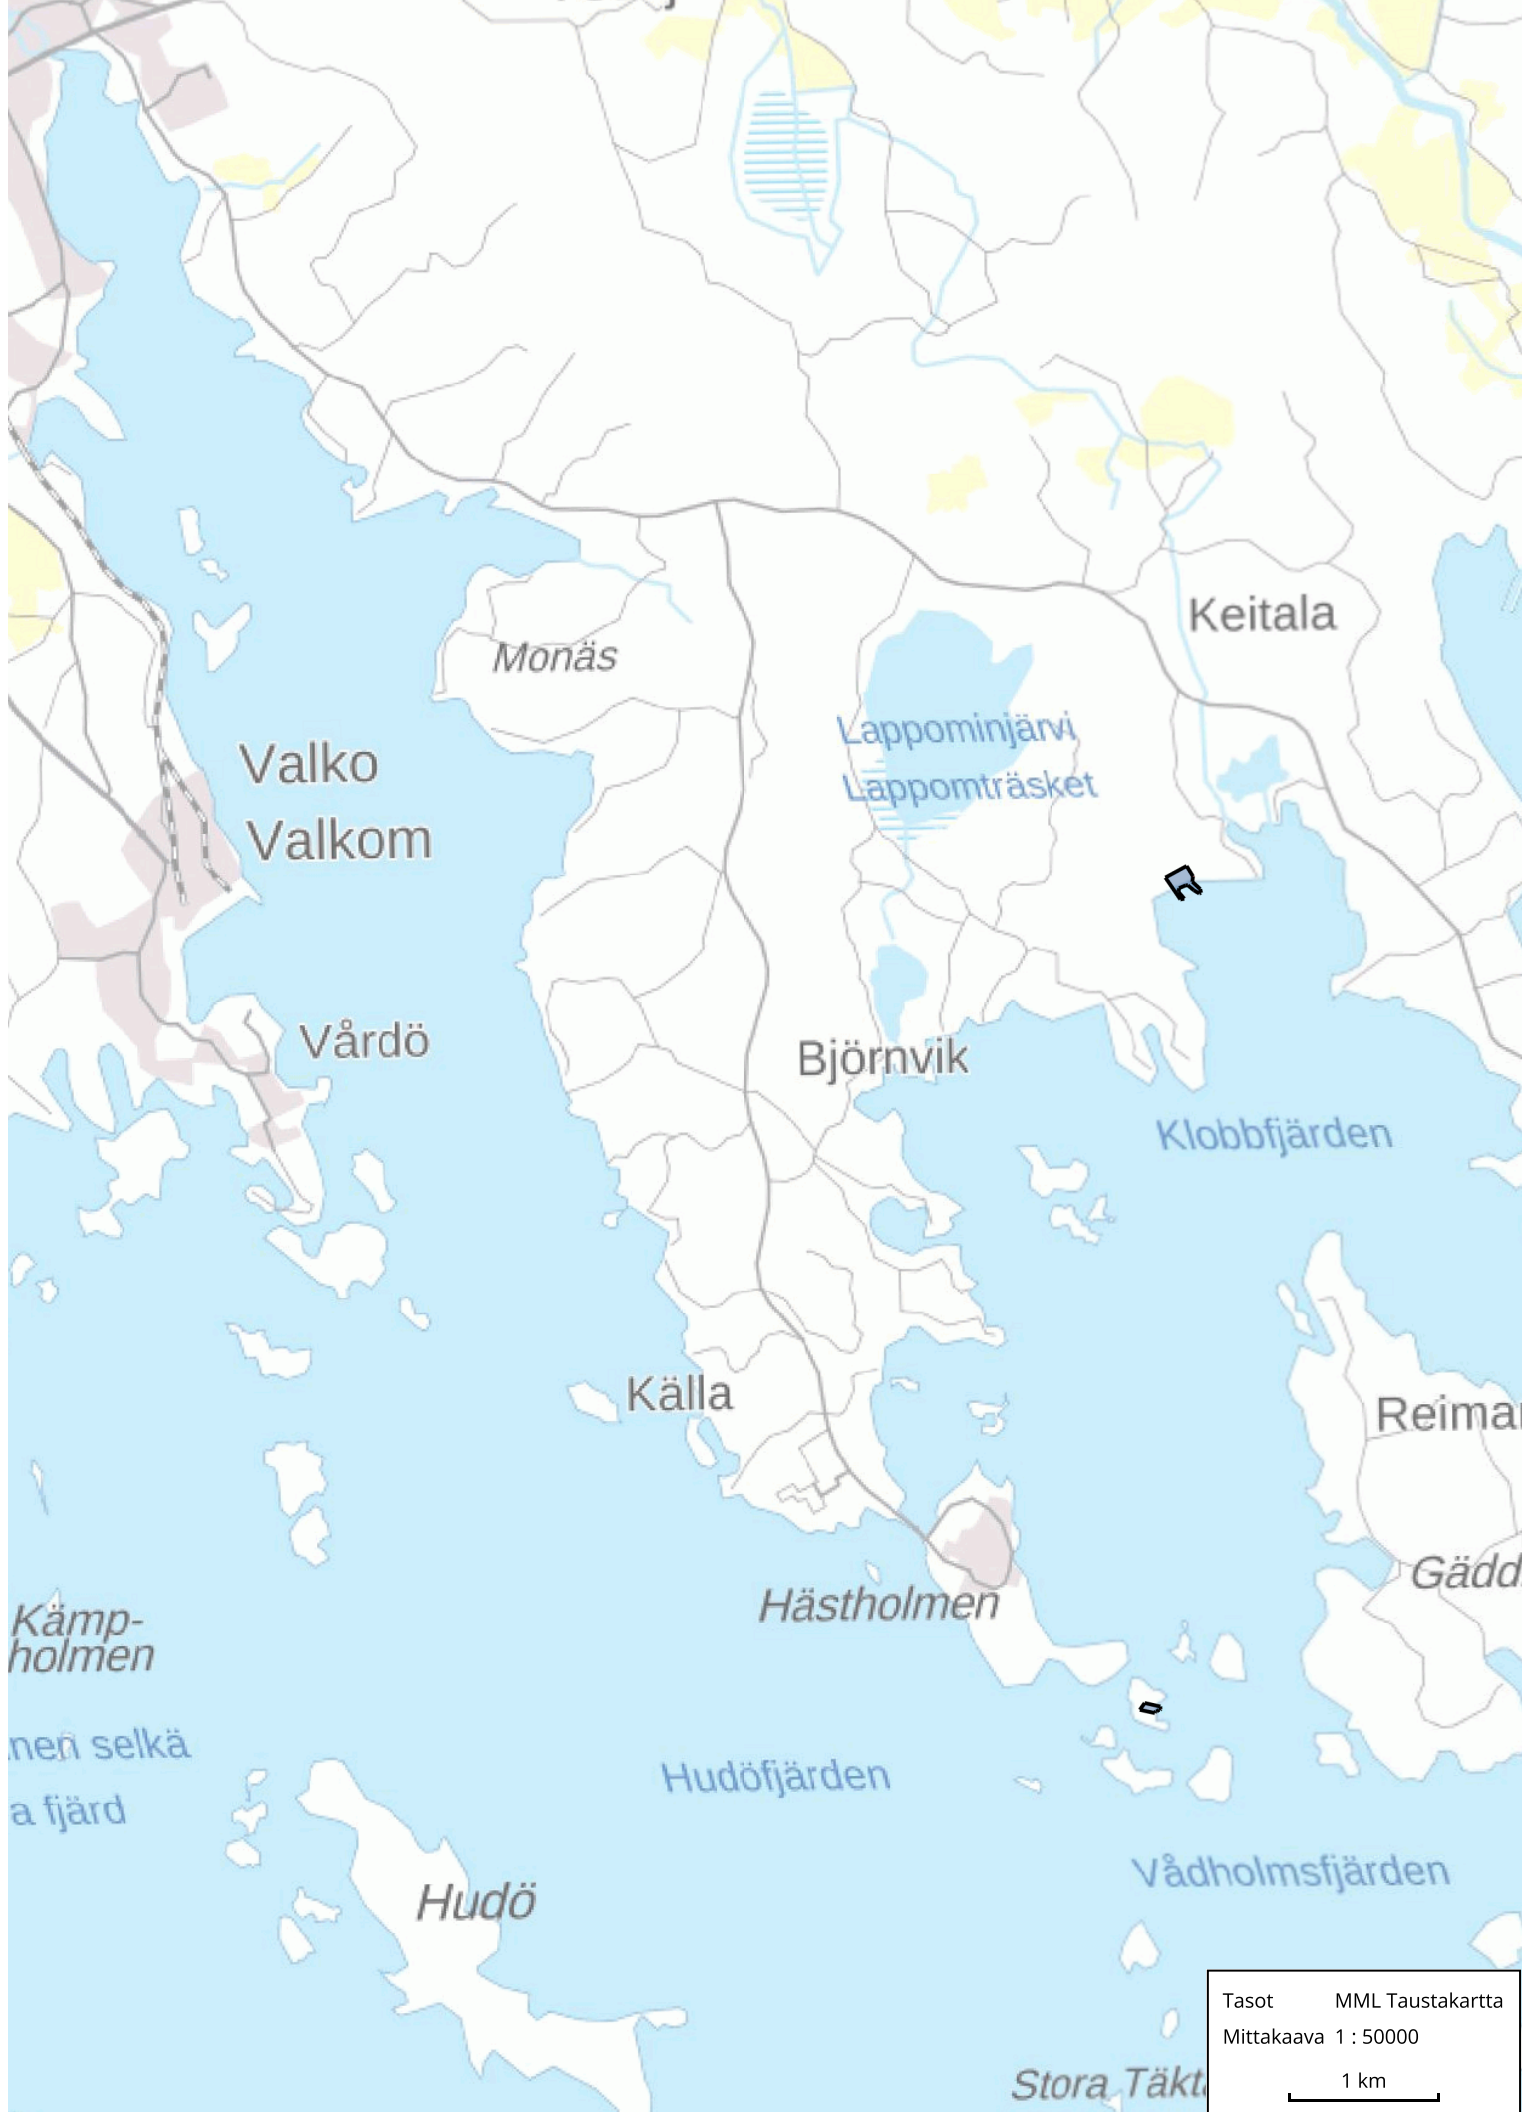 Keitala
Monäs
Lappominjärvi
Lappomträsket
Valko
Valkom
Vårdö
Björnvik
Klobbfjärden
Källa
Reimar
Hästholmen
Gädd
Kämp-
holmen
nen selkä
a fjärd
Hudöfjärden
Vådholmsfjärden
Hudö
Stora Täkt
Tasot MML Taustakartta
Mittakaava 1 : 50000
1 km